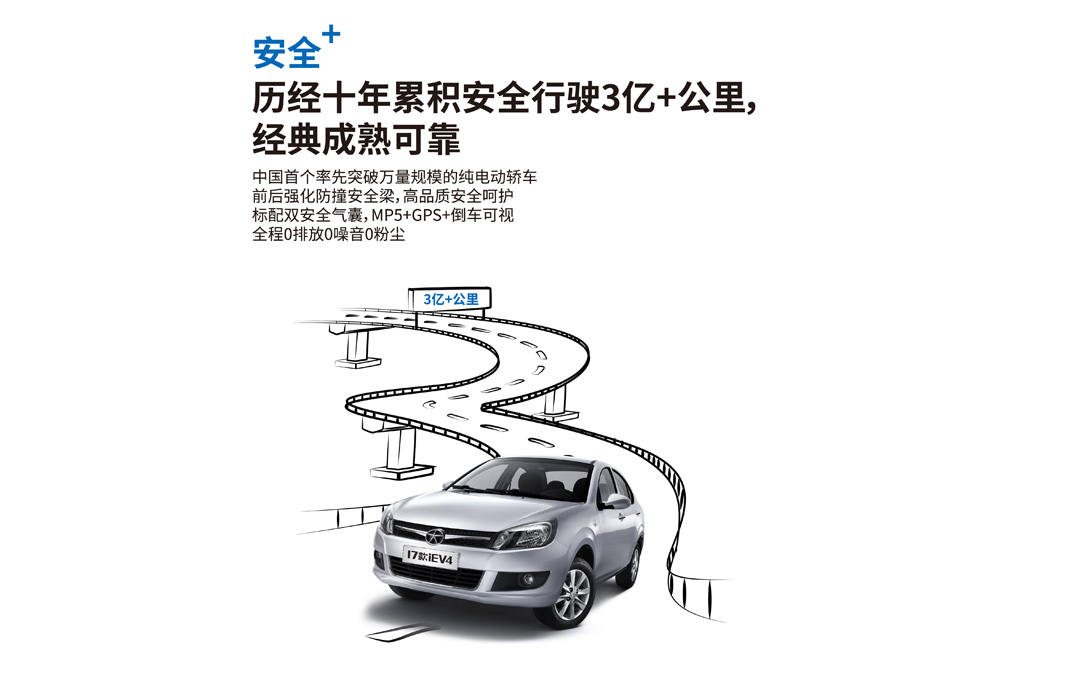 安全+
历经十年累积安全行驶3亿+公里，
经典成熟可靠
中国首个率先突破万量规模的纯电动轿车
前后强化防撞安全梁，高品质安全呵护
标配双安全气囊，MP5+GPS+倒车可视
全程0排放0噪音0粉尘
3亿+公里
17款iEV4